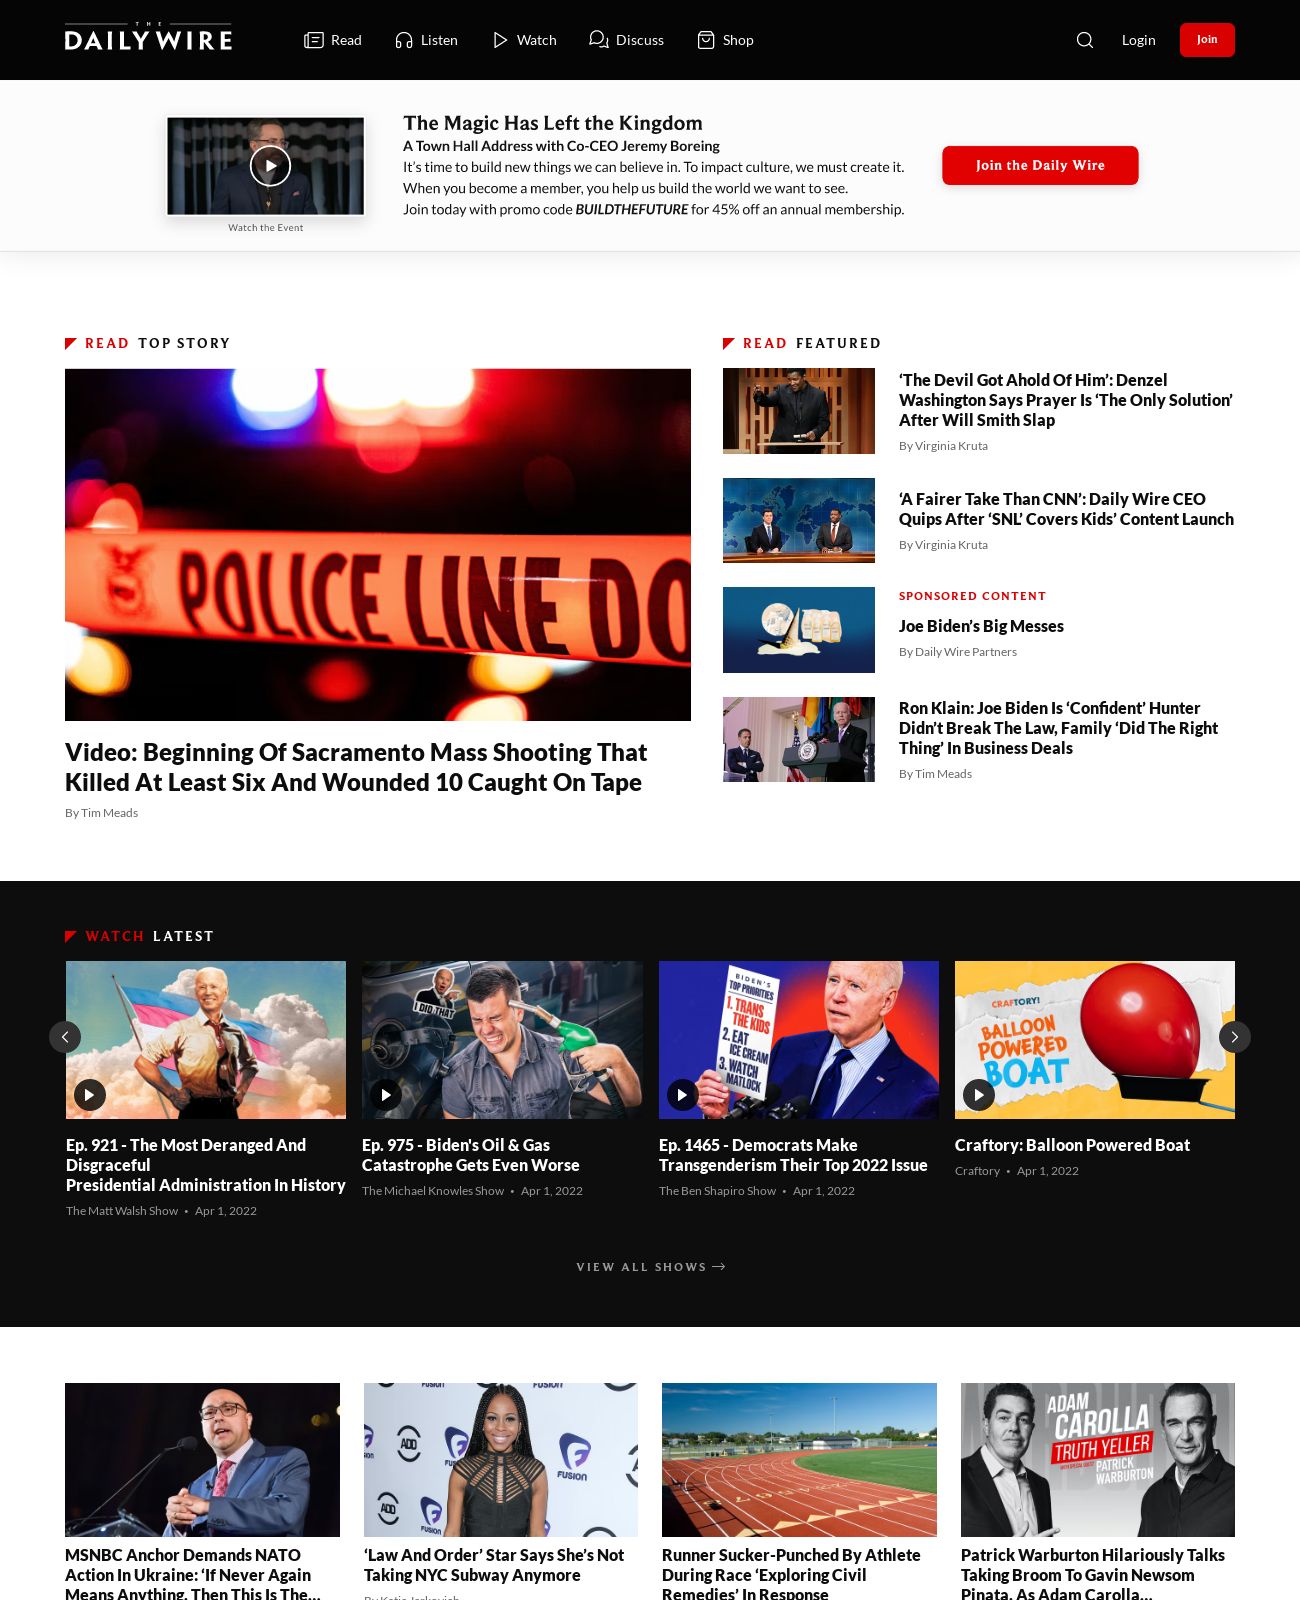 THE
DAILYWIRE
Read
Listen
Watch
Discuss
Shop
Login
Join
The Magic Has Left the Kingdom
A Town Hall Address with Co-CEO Jeremy Boreing
It's time to build new things we can believe in. To impact culture, we must create it.
When you become a member, you help us build the world we want to see.
Join today with promo code BUILDTHEFUTURE for 45% off an annual membership.
Watch the Event
Join the Daily Wire
READ TOP STORY
POLICE LINE DO
Video: Beginning Of Sacramento Mass Shooting That
Killed At Least Six And Wounded 10 Caught On Tape
By Tim Meads
READ FEATURED
‘The Devil Got Ahold Of Him’: Denzel
Washington Says Prayer Is ‘The Only Solution’
After Will Smith Slap
By Virginia Kruta
‘A Fairer Take Than CNN’: Daily Wire CEO
Quips After ‘SNL’ Covers Kids’ Content Launch
By Virginia Kruta
SPONSORED CONTENT
Joe Biden’s Big Messes
By Daily Wire Partners
Ron Klain: Joe Biden Is ‘Confident’ Hunter
Didn’t Break The Law, Family ‘Did The Right
Thing’ In Business Deals
By Tim Meads
WATCH LATEST
Ep. 921 - The Most Deranged And
Disgraceful
Presidential Administration In History
The Matt Walsh Show • Apr 1, 2022
I DID THAT
Ep. 975 - Biden's Oil & Gas
Catastrophe Gets Even Worse
The Michael Knowles Show • Apr 1, 2022
BIDEN'S
TOP PRIORITIES
1. TRANS
THE KIDS
2. EAT
ICE CREAM
3. WATCH
MATLOCK
Ep. 1465 - Democrats Make
Transgenderism Their Top 2022 Issue
The Ben Shapiro Show • Apr 1, 2022
CRAFTORY!
BALLOON
POWERED
BOAT
Craftory: Balloon Powered Boat
Craftory • Apr 1, 2022
VIEW ALL SHOWS →
MSNBC Anchor Demands NATO
Action In Ukraine: ‘If Never Again
Means Anything, Then This Is The...
FUSION
FUSION
ADD
FUSION
ADD
FUSION
‘Law And Order’ Star Says She’s Not
Taking NYC Subway Anymore
Runner Sucker-Punched By Athlete
During Race ‘Exploring Civil
Remedies’ In Response
ADAM
CAROLLA
TRUTH YELLER
WITH SPECIAL GUEST
PATRICK
WARBURTON
Patrick Warburton Hilariously Talks
Taking Broom To Gavin Newsom
Pinata, As Adam Carolla...